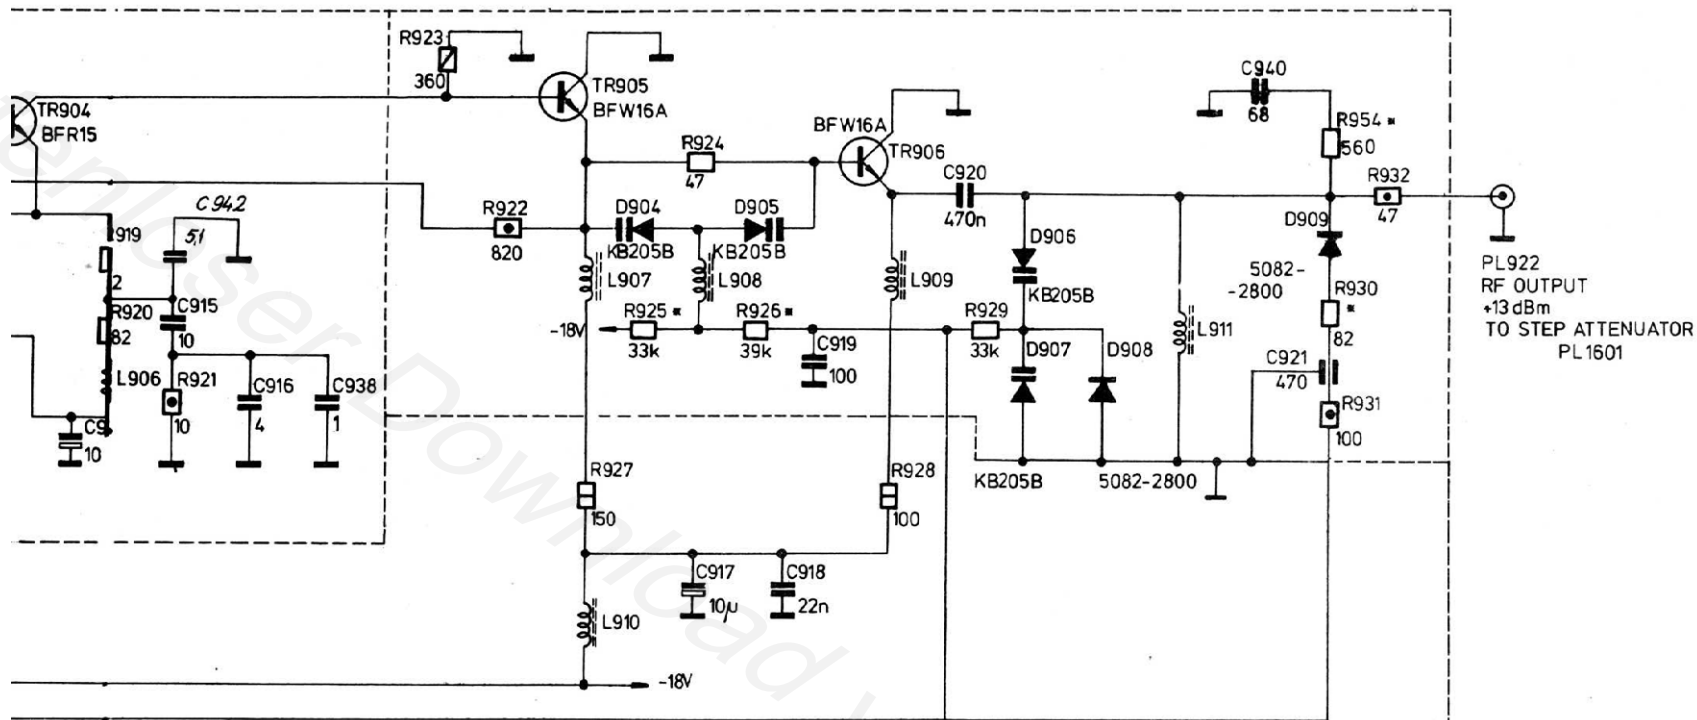 R923
360
TR904
BFR15
TR905
BFW16A
R924
47
BFW16A
TR906
C920
470n
C940
68
R954 *
560
R932
47
C942
5,1
R919
2
R920
82
L906
C915
10
R921
10
C916
4
C938
1
C9
10
R922
820
D904
KB205B
D905
KB205B
L907
L908
L909
-18V
R925 *
33k
R926 *
39k
C919
100
R929
33k
D906
KB205B
D907
KB205B
D908
5082-2800
L911
D909
5082-
-2800
R930
*
82
C921
470
R931
100
PL922
RF OUTPUT
+13 dBm
TO STEP ATTENUATOR
PL1601
R927
150
R928
100
C917
10µ
C918
22n
L910
-18V
enloser Download v